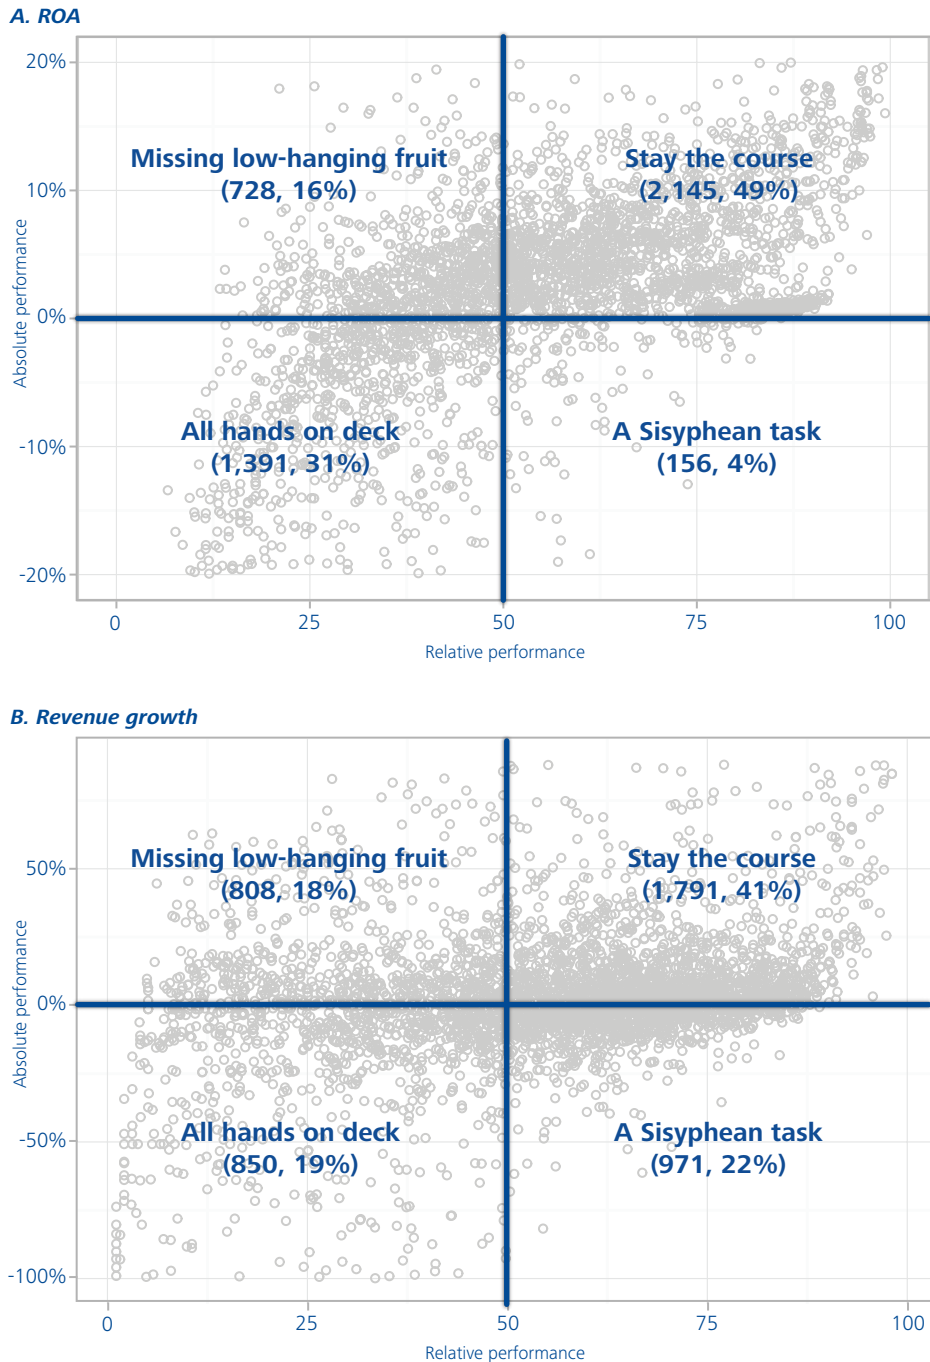 A. ROA
20%
Missing low-hanging fruit
(728, 16%)
Stay the course
(2,145, 49%)
10%
Absolute performance
0%
All hands on deck
(1,391, 31%)
A Sisyphean task
(156, 4%)
-10%
-20%
0 25 50 75 100
Relative performance
B. Revenue growth
Missing low-hanging fruit
(808, 18%)
Stay the course
(1,791, 41%)
50%
Absolute performance
0%
All hands on deck
(850, 19%)
A Sisyphean task
(971, 22%)
-50%
-100%
0 25 50 75 100
Relative performance